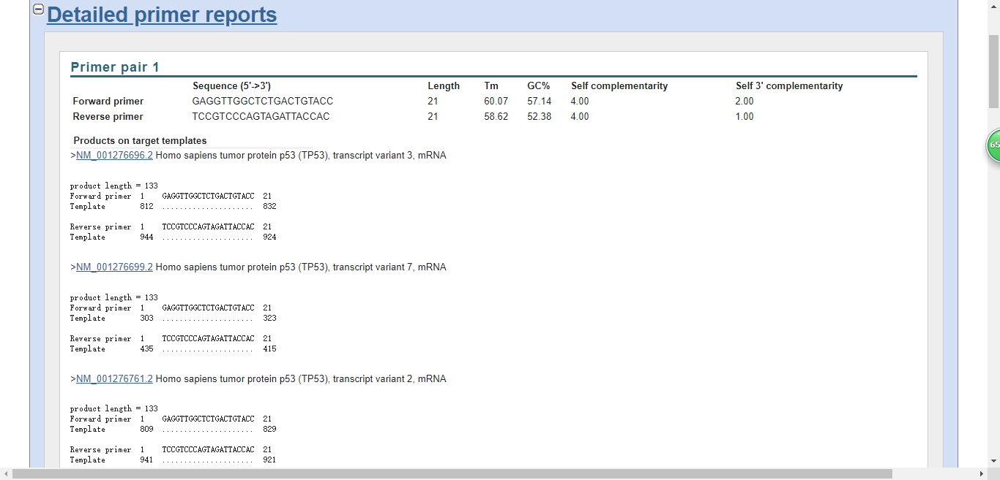 Detailed primer reports
Primer pair 1
Sequence (5'->3') Length Tm GC% Self complementarity Self 3' complementarity
Forward primer GAGGTTGGCTCTGACTGTACC 21 60.07 57.14 4.00 2.00
Reverse primer TCCGTCCCAGTAGATTACCAC 21 58.62 52.38 4.00 1.00
Products on target templates
>NM_001276696.2 Homo sapiens tumor protein p53 (TP53), transcript variant 3, mRNA
product length = 133
Forward primer 1 GAGGTTGGCTCTGACTGTACC 21
Template 812 ..................... 832
Reverse primer 1 TCCGTCCCAGTAGATTACCAC 21
Template 944 ..................... 924
>NM_001276699.2 Homo sapiens tumor protein p53 (TP53), transcript variant 7, mRNA
product length = 133
Forward primer 1 GAGGTTGGCTCTGACTGTACC 21
Template 303 ..................... 323
Reverse primer 1 TCCGTCCCAGTAGATTACCAC 21
Template 435 ..................... 415
>NM_001276761.2 Homo sapiens tumor protein p53 (TP53), transcript variant 2, mRNA
product length = 133
Forward primer 1 GAGGTTGGCTCTGACTGTACC 21
Template 809 ..................... 829
Reverse primer 1 TCCGTCCCAGTAGATTACCAC 21
Template 941 ..................... 921
65